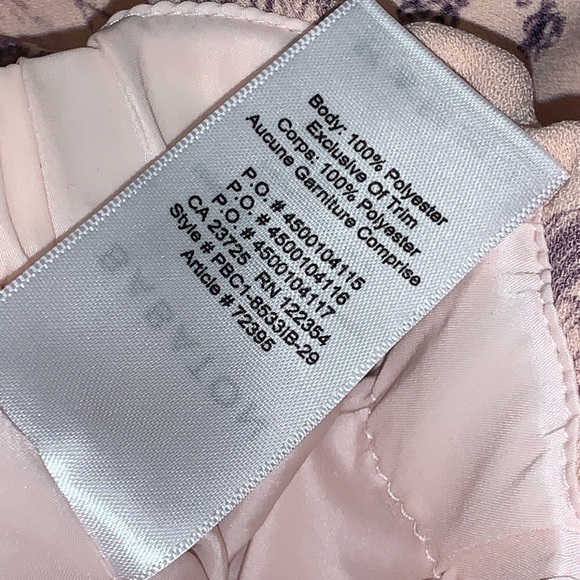 Body: 100% Polyester
Exclusive Of Trim
Corps: 100% Polyester
Aucune Garniture Comprise
P.O. # 4500104115
P.O. # 4500104116
P.O. # 4500104117
CA 23725 RN 122354
Style # PBC1-8533IB-29
Article # 72395